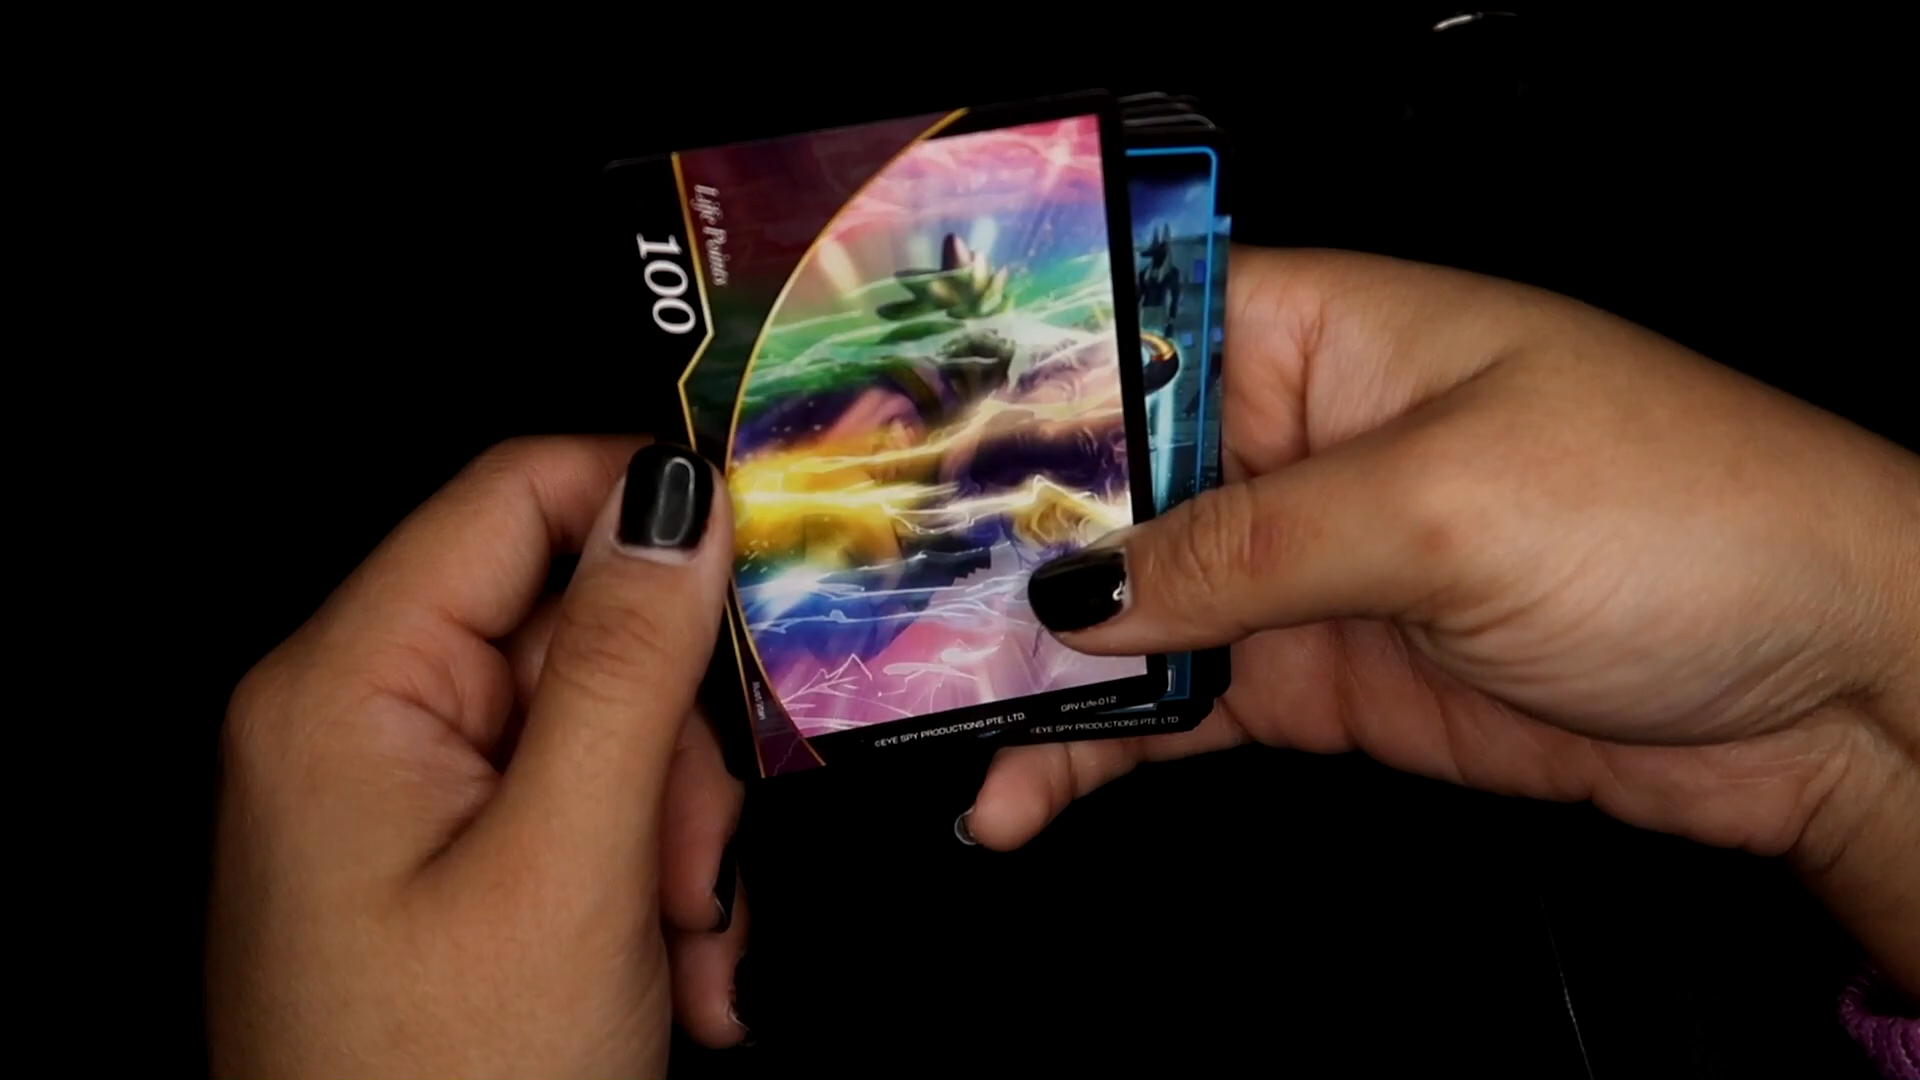 Life Points
100
©EYE SPY PRODUCTIONS PTE. LTD.
GRV-Life-012
©EYE SPY PRODUCTIONS PTE. LTD